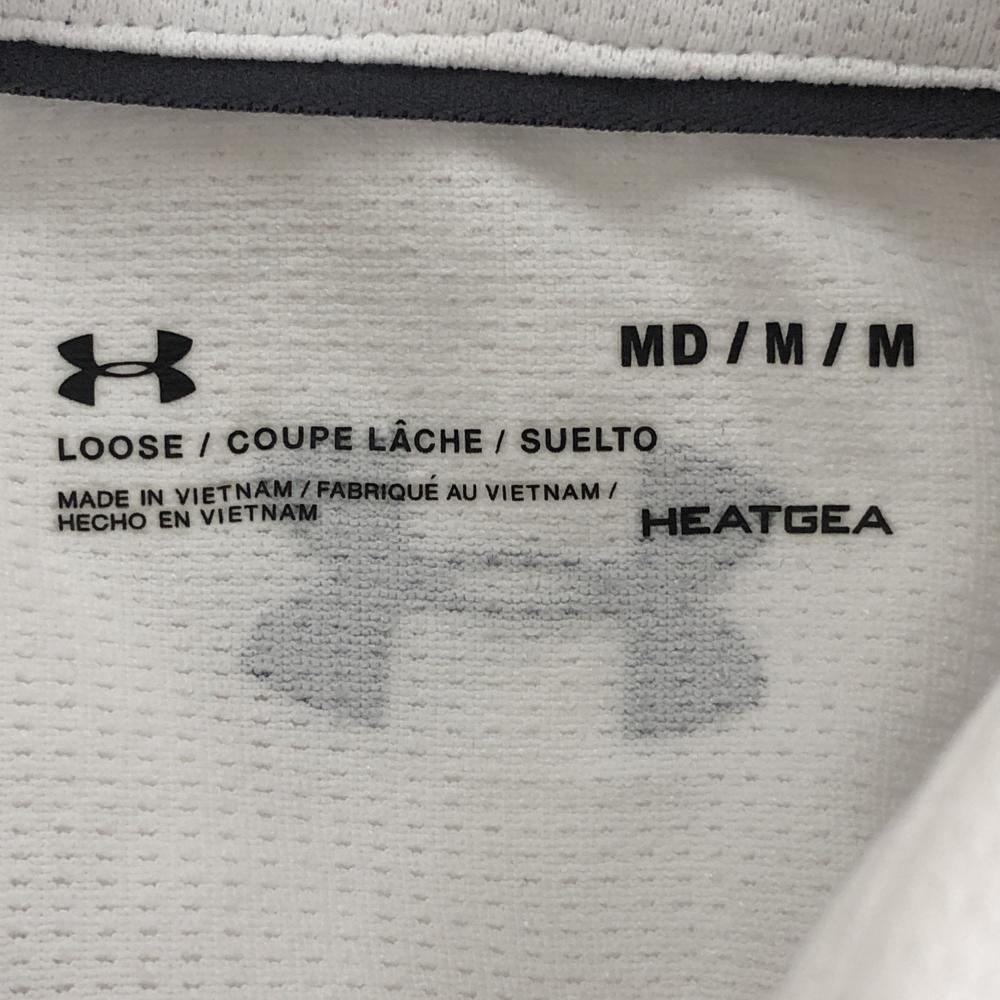 MD / M / M
LOOSE / COUPE LÂCHE / SUELTO
MADE IN VIETNAM / FABRIQUÉ AU VIETNAM /
HECHO EN VIETNAM
HEATGEA